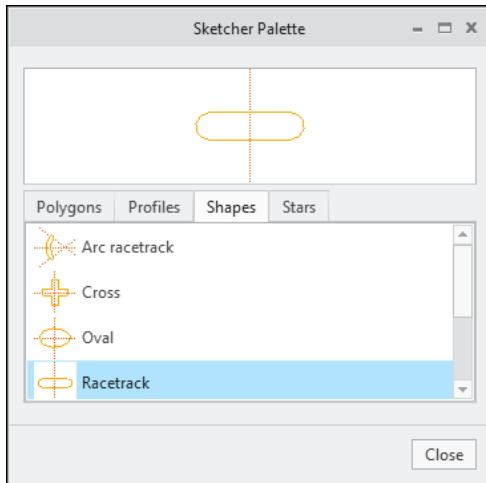 Sketcher Palette
Polygons Profiles Shapes Stars
Arc racetrack
Cross
Oval
Racetrack
Close